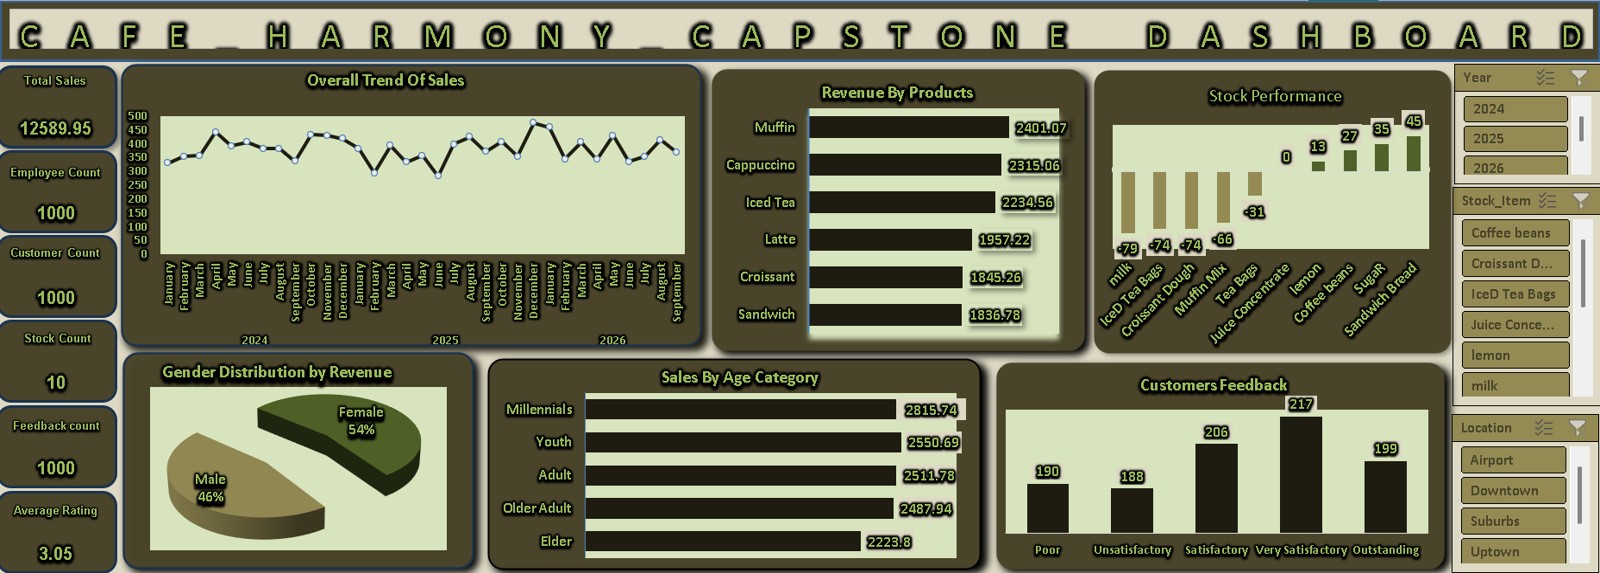 CAFE_HARMONY_CAPSTONE DASHBOARD
Total Sales
12589.95
Employee Count
1000
Customer Count
1000
Stock Count
10
Feedback count
1000
Average Rating
3.05
Overall Trend Of Sales
500
450
400
350
300
250
200
150
100
50
0
January
February
March
April
May
June
July
August
September
October
November
December
January
February
March
April
May
June
July
August
September
October
November
December
January
February
March
April
May
June
July
August
September
2024
2025
2026
Revenue By Products
Muffin 2401.07
Cappuccino 2315.06
Iced Tea 2234.56
Latte 1957.22
Croissant 1845.26
Sandwich 1836.78
Stock Performance
-79
-74
-74
-66
-31
0
13
27
35
45
milk
IceD Tea Bags
Croissant Dough
Muffin Mix
Tea Bags
Juice Concentrate
lemon
Coffee beans
SugaR
Sandwich Bread
Year
2024
2025
2026
Stock_Item
Coffee beans
Croissant D...
IceD Tea Bags
Juice Conce...
lemon
milk
Location
Airport
Downtown
Suburbs
Uptown
Gender Distribution by Revenue
Female
54%
Male
46%
Sales By Age Category
Millennials 2815.74
Youth 2550.69
Adult 2511.78
Older Adult 2487.94
Elder 2223.8
Customers Feedback
190
188
206
217
199
Poor Unsatisfactory Satisfactory Very Satisfactory Outstanding